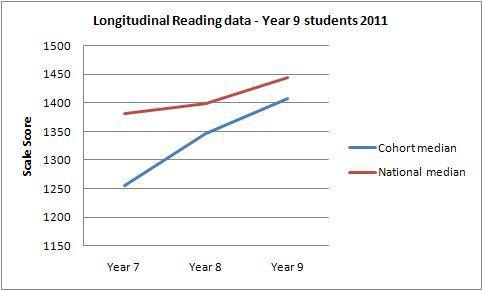 Longitudinal Reading data - Year 9 students 2011
Scale Score
1500
1450
1400
1350
1300
1250
1200
1150
Year 7 Year 8 Year 9
Cohort median
National median